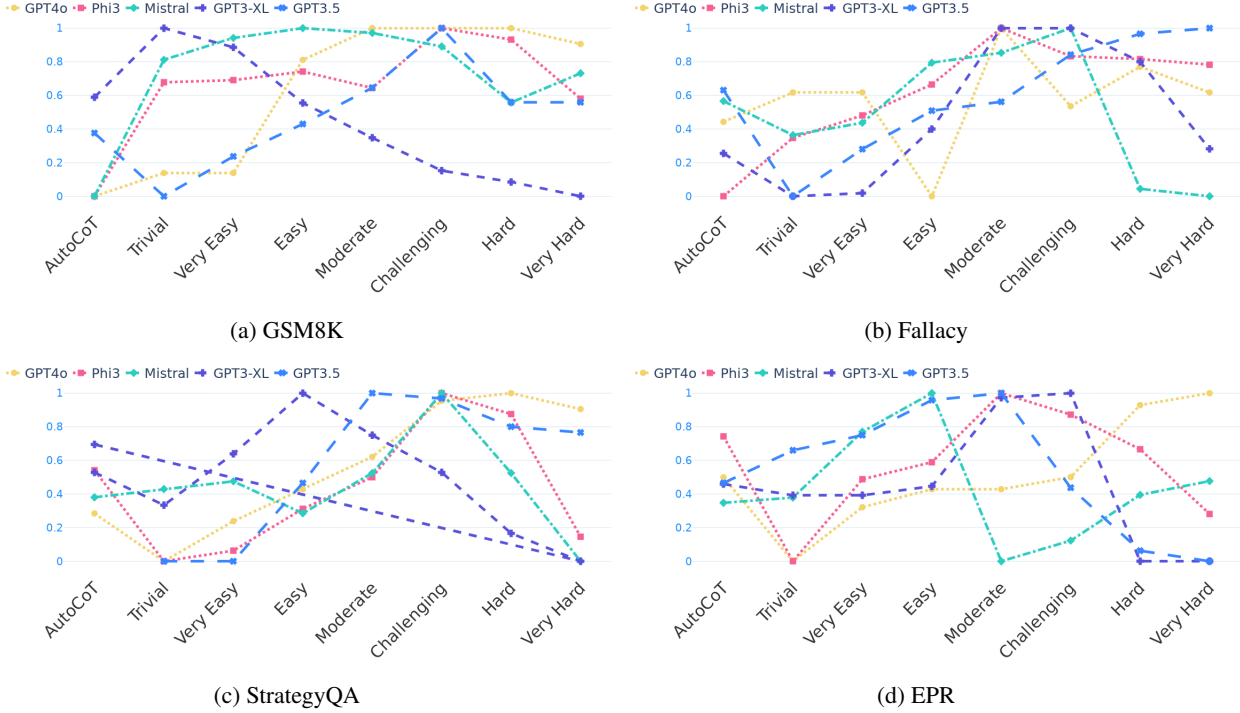 GPT4o Phi3 Mistral GPT3-XL GPT3.5
1
0.8
0.6
0.4
0.2
0
AutoCoT Trivial Very Easy Easy Moderate Challenging Hard Very Hard
(a) GSM8K
GPT4o Phi3 Mistral GPT3-XL GPT3.5
1
0.8
0.6
0.4
0.2
0
AutoCoT Trivial Very Easy Easy Moderate Challenging Hard Very Hard
(b) Fallacy
GPT4o Phi3 Mistral GPT3-XL GPT3.5
1
0.8
0.6
0.4
0.2
0
AutoCoT Trivial Very Easy Easy Moderate Challenging Hard Very Hard
(c) StrategyQA
GPT4o Phi3 Mistral GPT3-XL GPT3.5
1
0.8
0.6
0.4
0.2
0
AutoCoT Trivial Very Easy Easy Moderate Challenging Hard Very Hard
(d) EPR